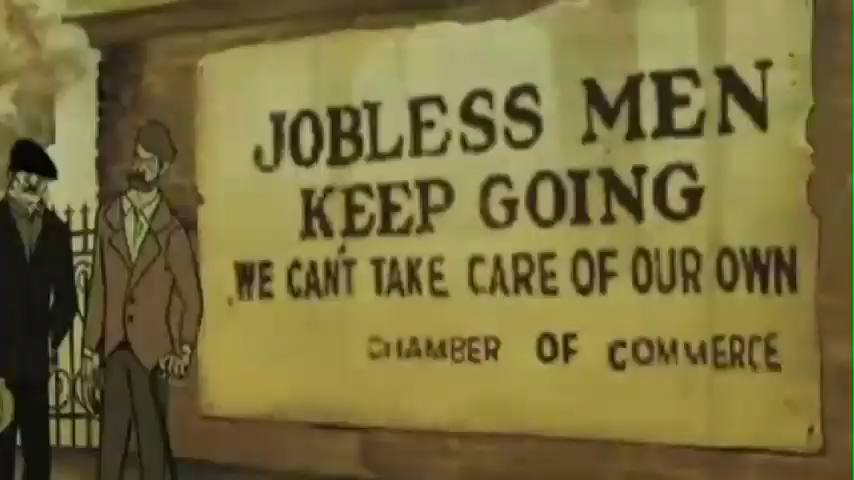 JOBLESS MEN
KEEP GOING
WE CAN'T TAKE CARE OF OUR OWN
CHAMBER OF COMMERCE